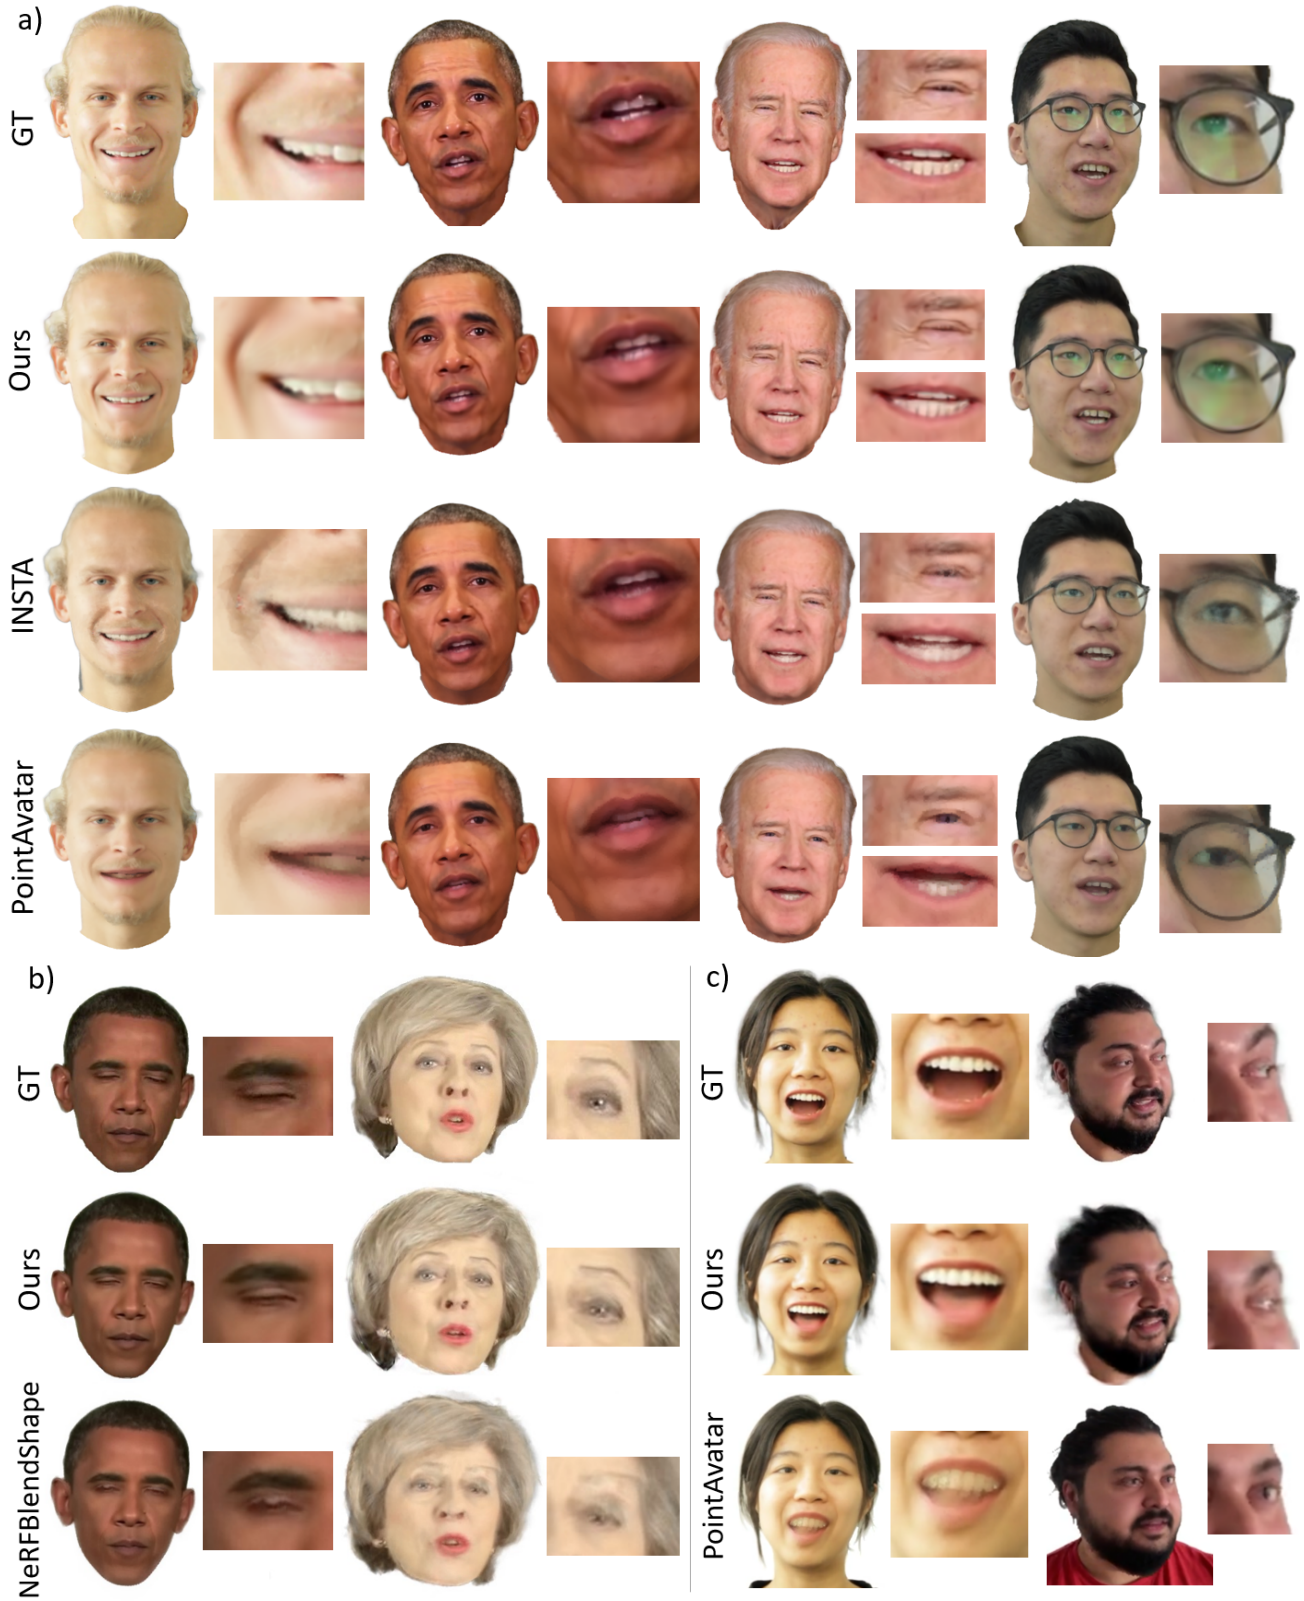 a)
GT
Ours
INSTA
PointAvatar
b)
GT
Ours
NeRFBlendShape
c)
GT
Ours
PointAvatar